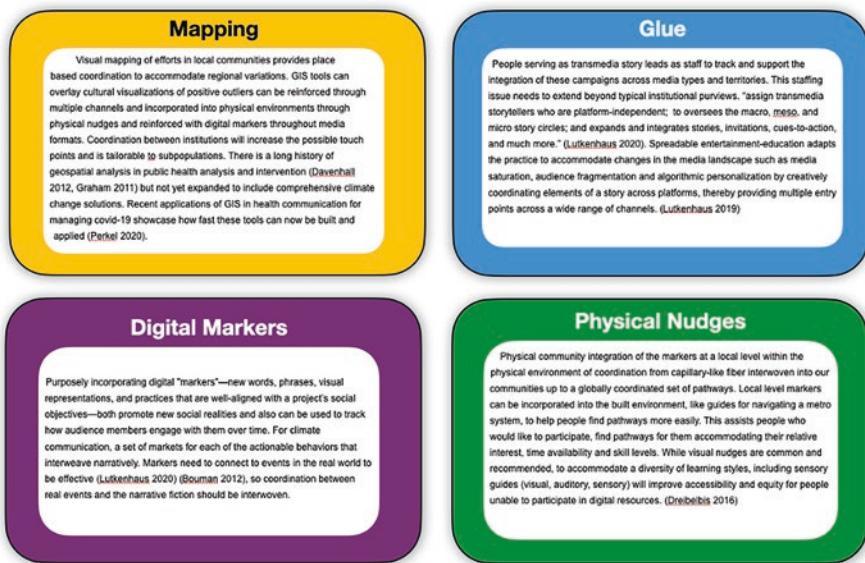 Mapping
Visual mapping of efforts in local communities provides place
based coordination to accommodate regional variations. GIS tools can
overlay cultural visualizations of positive outliers can be reinforced through
multiple channels and incorporated into physical environments through
physical nudges and reinforced with digital markers throughout media
formats. Coordination between institutions will increase the possible touch
points and is tailorable to subpopulations. There is a long history of
geospatial analysis in public health analysis and intervention (Davenhall
2012, Graham 2011) but not yet expanded to include comprehensive climate
change solutions. Recent applications of GIS in health communication for
managing covid-19 showcase how fast these tools can now be built and
applied (Perkel 2020).
Glue
People serving as transmedia story leads as staff to track and support the
integration of these campaigns across media types and territories. This staffing
issue needs to extend beyond typical institutional purviews. "assign transmedia
storytellers who are platform-independent; to oversees the macro, meso, and
micro story circles; and expands and integrates stories, invitations, cues-to-action,
and much more." (Lutkenhaus 2020). Spreadable entertainment-education adapts
the practice to accommodate changes in the media landscape such as media
saturation, audience fragmentation and algorithmic personalization by creatively
coordinating elements of a story across platforms, thereby providing multiple entry
points across a wide range of channels. (Lutkenhaus 2019)
Digital Markers
Purposely incorporating digital "markers"—new words, phrases, visual
representations, and practices that are well-aligned with a project's social
objectives—both promote new social realities and also can be used to track
how audience members engage with them over time. For climate
communication, a set of markets for each of the actionable behaviors that
interweave narratively. Markers need to connect to events in the real world to
be effective (Lutkenhaus 2020) (Bouman 2012), so coordination between
real events and the narrative fiction should be interwoven.
Physical Nudges
Physical community integration of the markers at a local level within the
physical environment of coordination from capillary-like fiber interwoven into our
communities up to a globally coordinated set of pathways. Local level markers
can be incorporated into the built environment, like guides for navigating a metro
system, to help people find pathways more easily. This assists people who
would like to participate, find pathways for them accommodating their relative
interest, time availability and skill levels. While visual nudges are common and
recommended, to accommodate a diversity of learning styles, including sensory
guides (visual, auditory, sensory) will improve accessibility and equity for people
unable to participate in digital resources. (Dreibelbis 2016)